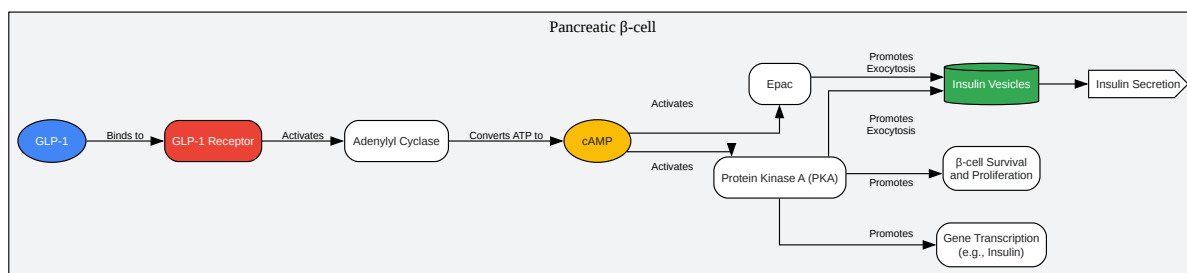 Pancreatic β-cell
GLP-1
Binds to
GLP-1 Receptor
Activates
Adenylyl Cyclase
Converts ATP to
cAMP
Activates
Activates
Epac
Protein Kinase A (PKA)
Promotes
Exocytosis
Promotes
Exocytosis
Insulin Vesicles
Insulin Secretion
Promotes
β-cell Survival
and Proliferation
Promotes
Gene Transcription
(e.g., Insulin)